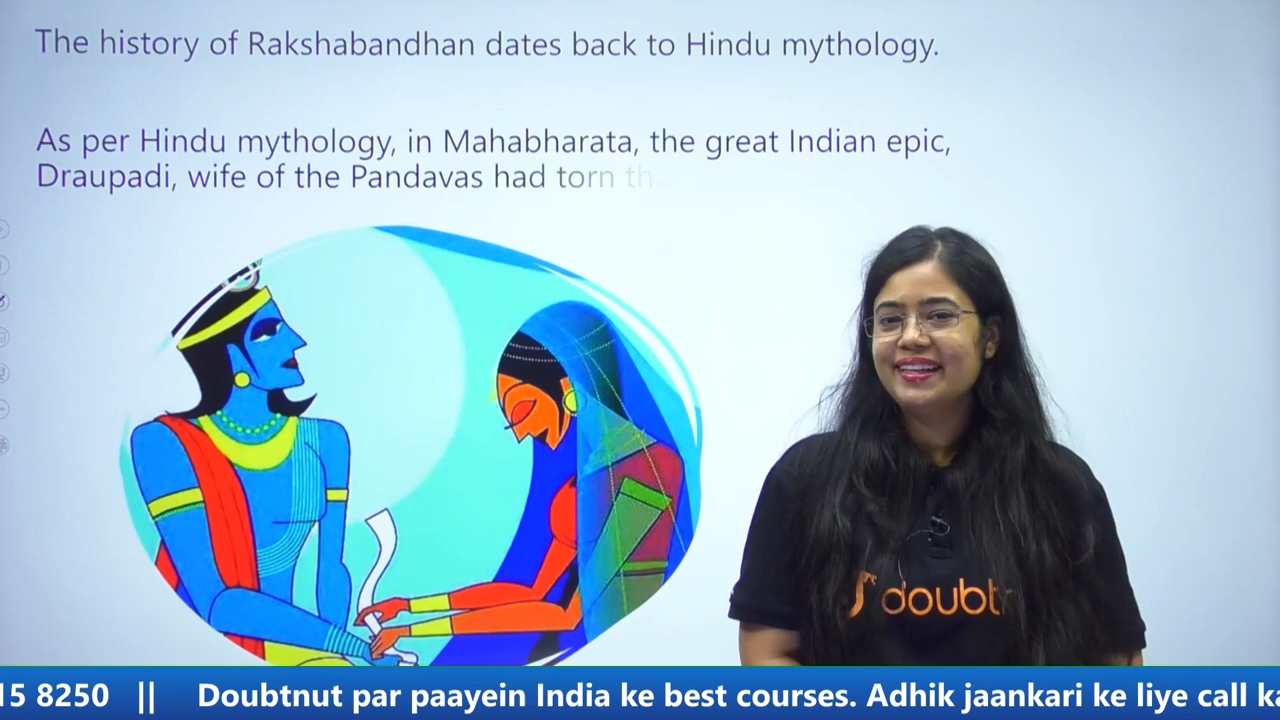 The history of Rakshabandhan dates back to Hindu mythology.
As per Hindu mythology, in Mahabharata, the great Indian epic,
Draupadi, wife of the Pandavas had torn th
doubt
15 8250 || Doubtnut par paayein India ke best courses. Adhik jaankari ke liye call ka